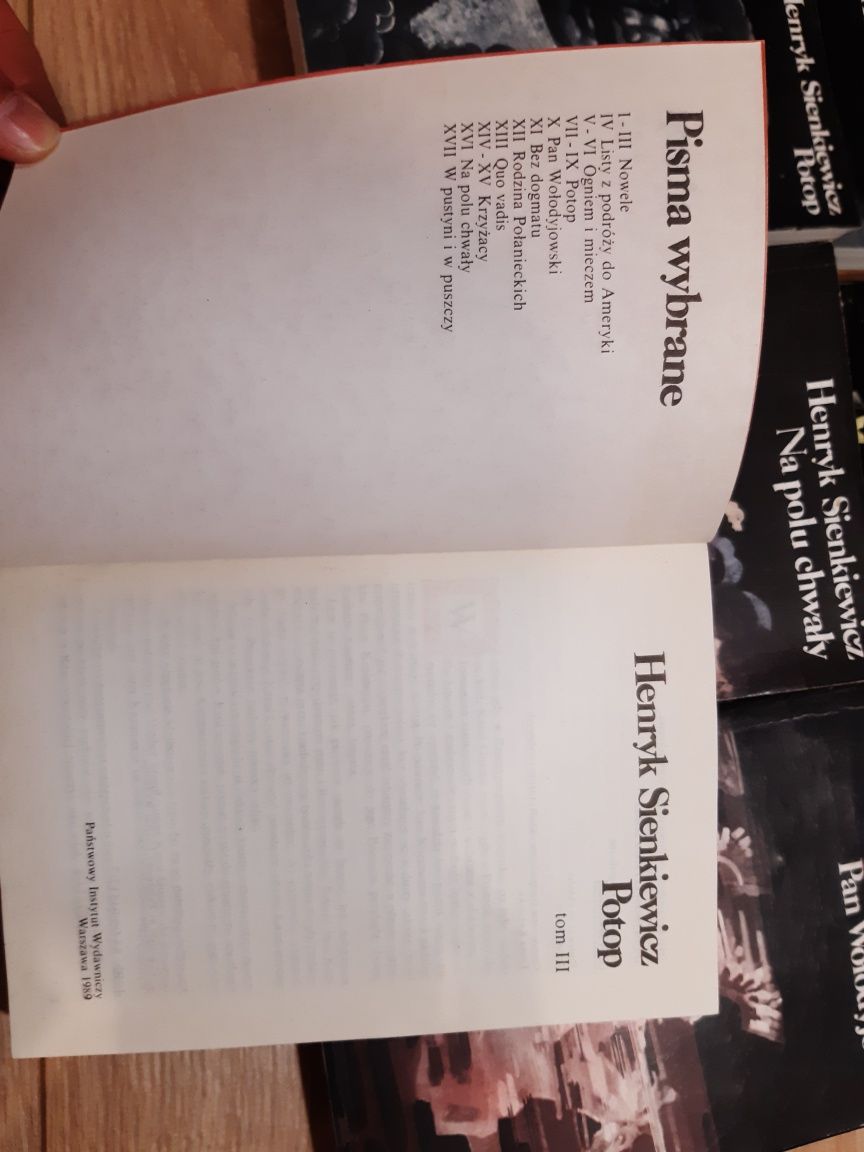 Pisma wybrane
I - III Nowele
IV Listy z podróży do Ameryki
V - VI Ogniem i mieczem
VII - IX Potop
X Pan Wołodyjowski
XI Bez dogmatu
XII Rodzina Połanieckich
XIII Quo vadis
XIV - XV Krzyżacy
XVI Na polu chwały
XVII W pustyni i w puszczy
Henryk Sienkiewicz
Potop
tom III
Państwowy Instytut Wydawniczy
Warszawa 1989
Henryk Sienkiewicz
Potop
Henryk Sienkiewicz
Na polu chwały
Pan